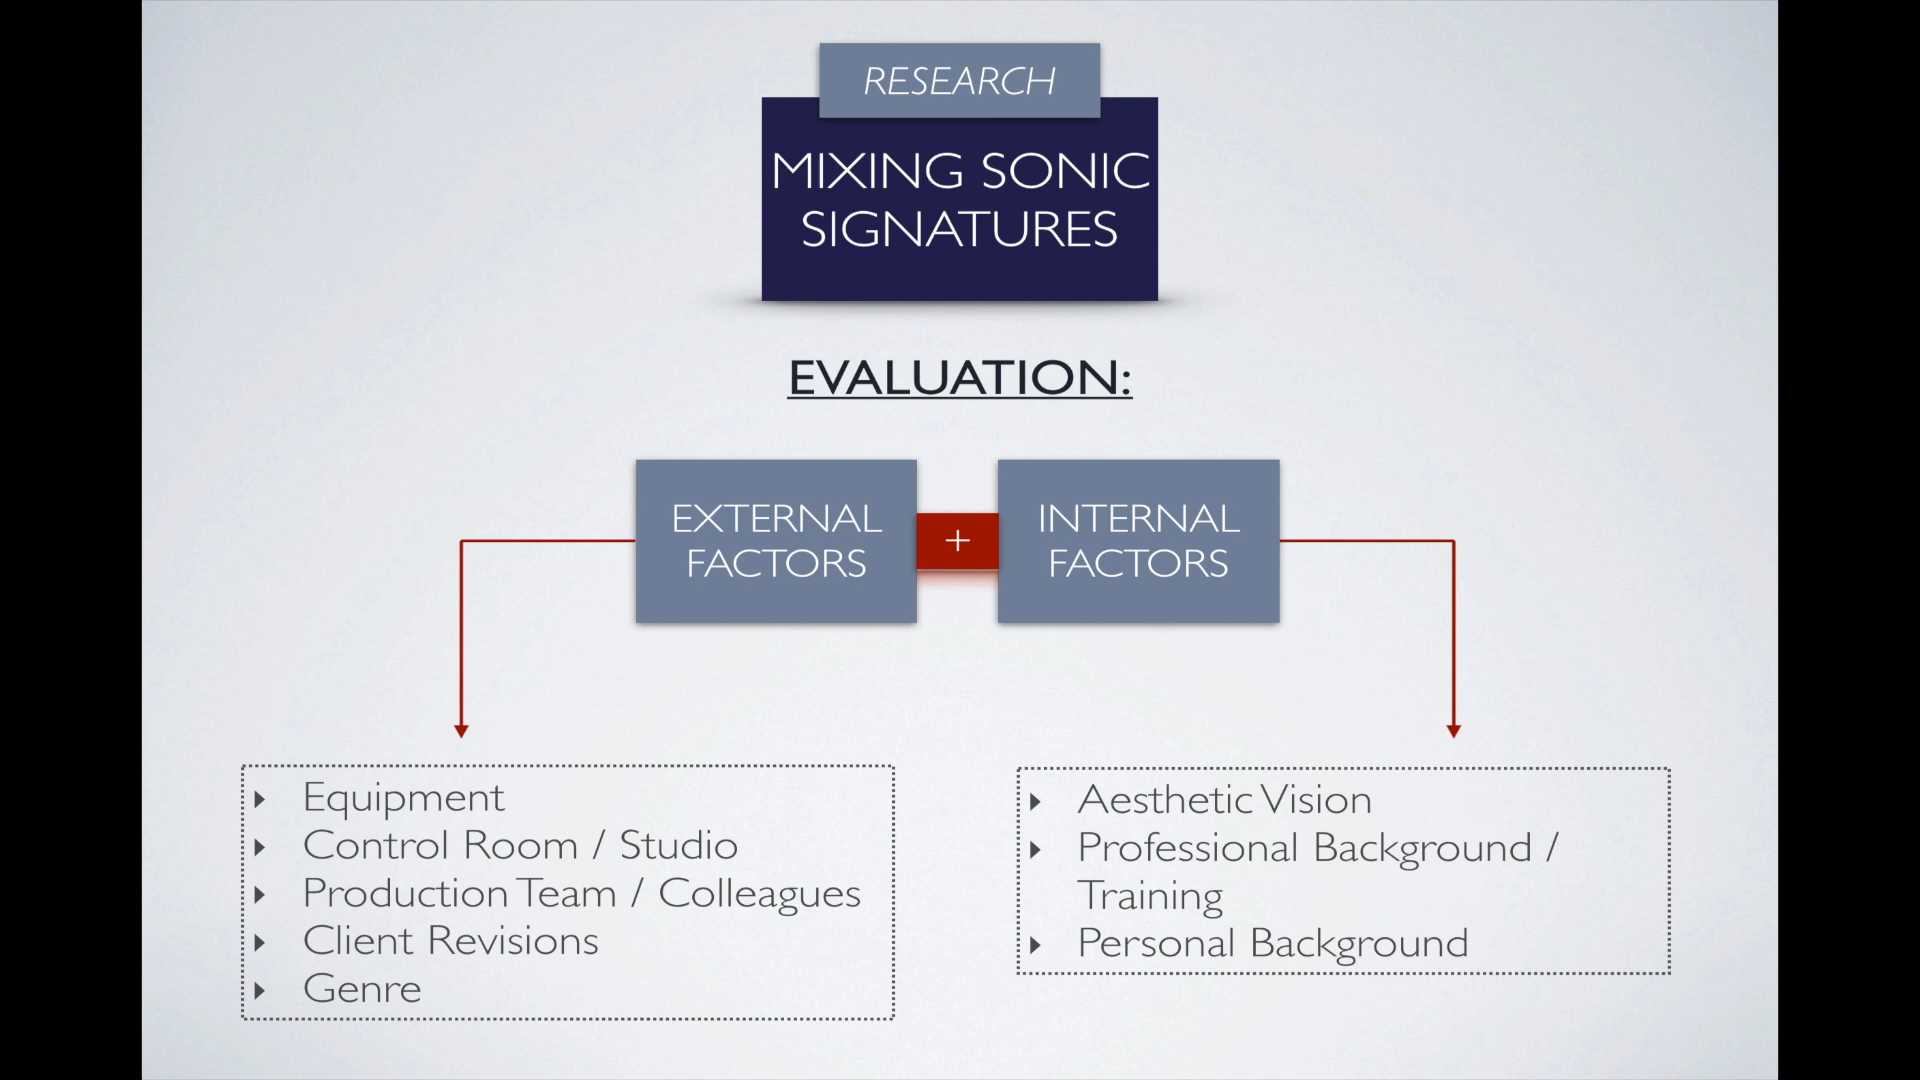 RESEARCH
MIXING SONIC
SIGNATURES
EVALUATION:
EXTERNAL
FACTORS
+
INTERNAL
FACTORS
Equipment
Control Room / Studio
Production Team / Colleagues
Client Revisions
Genre
Aesthetic Vision
Professional Background /
Training
Personal Background